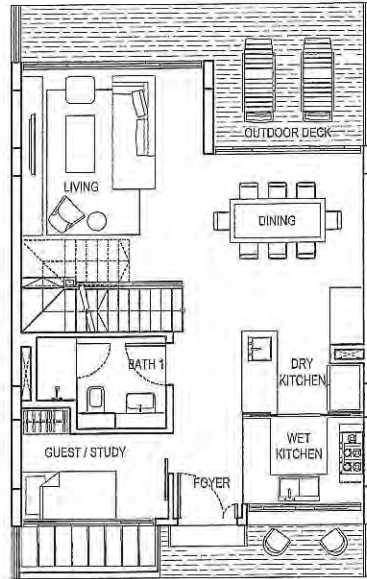 OUTDOOR DECK
LIVING
DINING
BATH 1
DRY
KITCHEN
WET
KITCHEN
GUEST / STUDY
FOYER